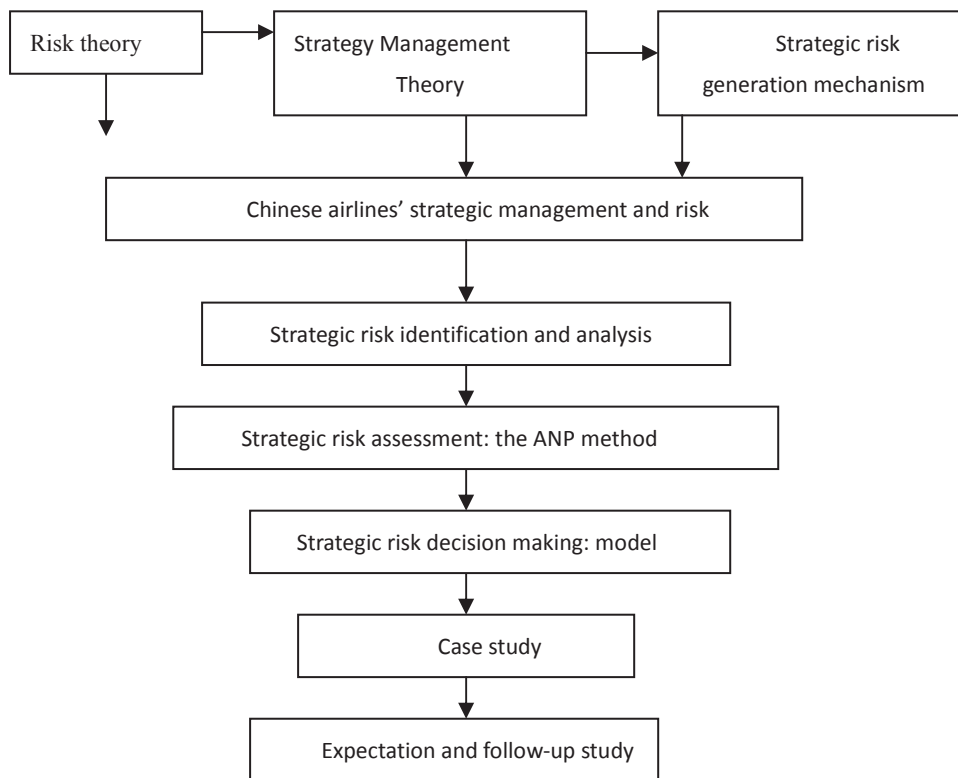 Risk theory
Strategy Management
Theory
Strategic risk
generation mechanism
Chinese airlines’ strategic management and risk
Strategic risk identification and analysis
Strategic risk assessment: the ANP method
Strategic risk decision making: model
Case study
Expectation and follow-up study